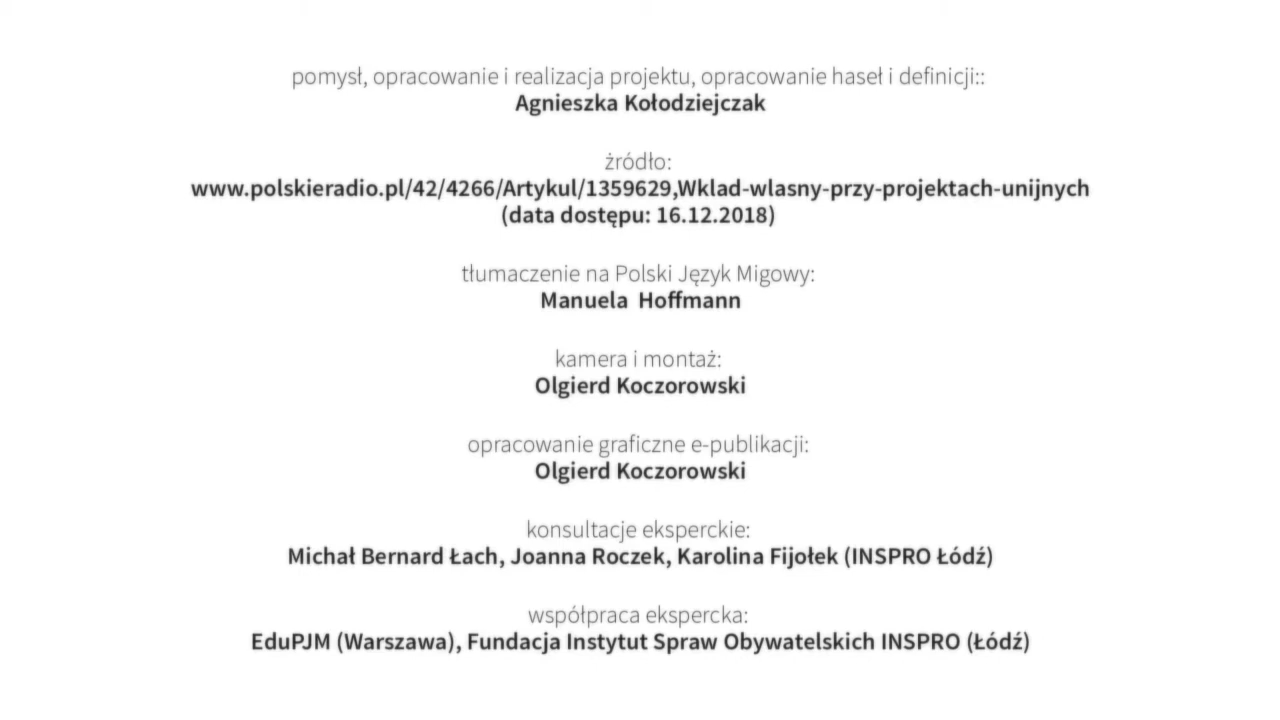 pomysł, opracowanie i realizacja projektu, opracowanie haseł i definicji::
Agnieszka Kołodziejczak
żródło:
www.polskieradio.pl/42/4266/Artykul/1359629,Wklad-wlasny-przy-projektach-unijnych
(data dostępu: 16.12.2018)
tłumaczenie na Polski Język Migowy:
Manuela  Hoffmann
kamera i montaż:
Olgierd Koczorowski
opracowanie graficzne e-publikacji:
Olgierd Koczorowski
konsultacje eksperckie:
Michał Bernard Łach, Joanna Roczek, Karolina Fijołek (INSPRO Łódź)
współpraca ekspercka:
EduPJM (Warszawa), Fundacja Instytut Spraw Obywatelskich INSPRO (Łódź)